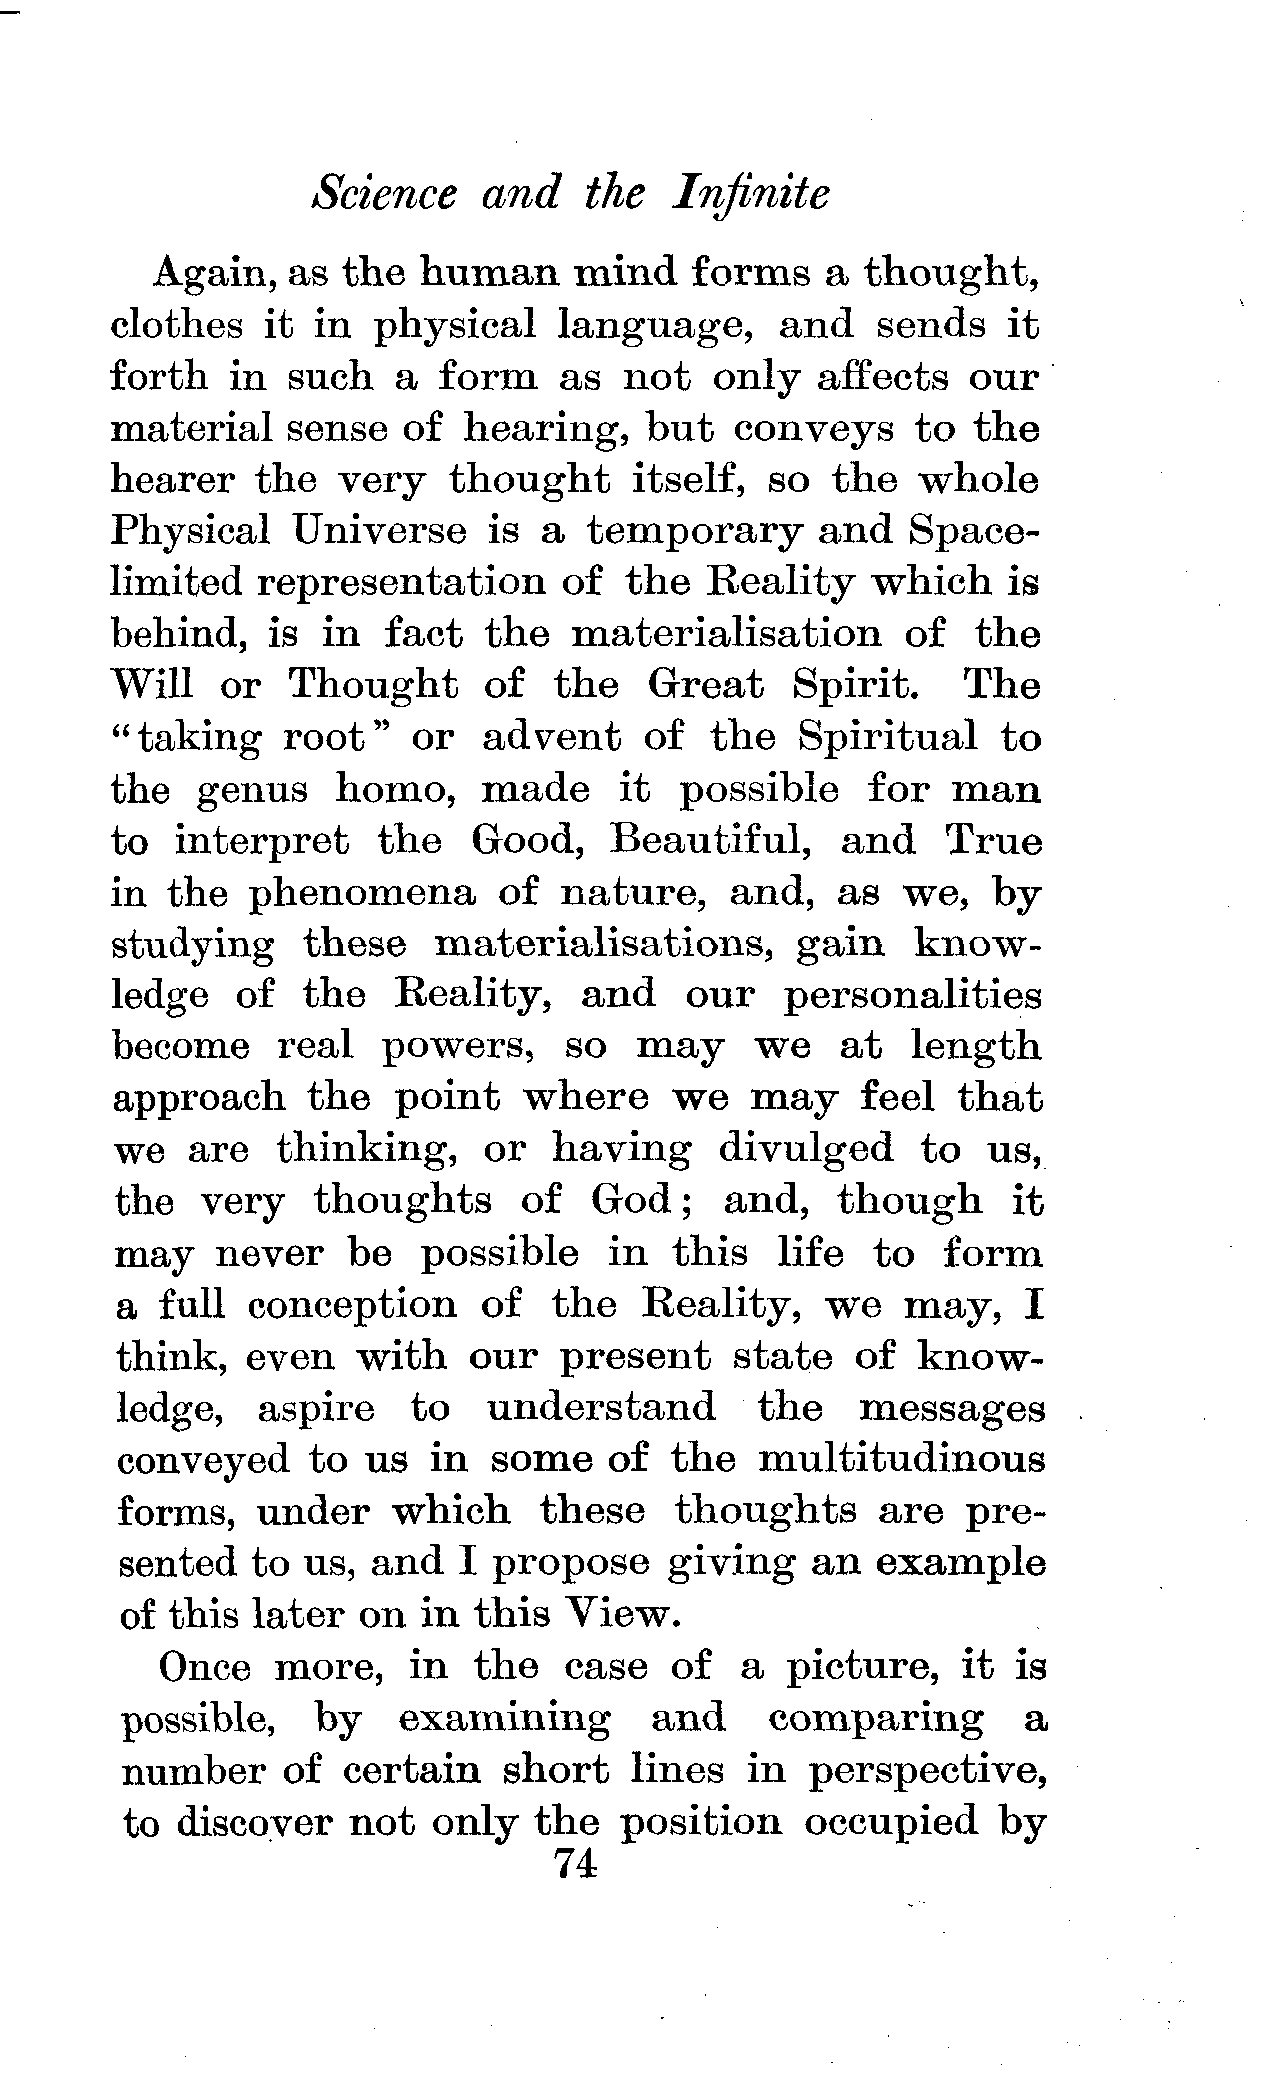 Science and the Infinite
Again, as the human mind forms a thought,
clothes it in physical language, and sends it
forth in such a form as not only affects our
material sense of hearing, but conveys to the
hearer the very thought itself, so the whole
Physical Universe is a temporary and Space-
limited representation of the Reality which is
behind, is in fact the materialisation of the
Will or Thought of the Great Spirit. The
“taking root” or advent of the Spiritual to
the genus homo, made it possible for man
to interpret the Good, Beautiful, and True
in the phenomena of nature, and, as we, by
studying these materialisations, gain know-
ledge of the Reality, and our personalities
become real powers, so may we at length
approach the point where we may feel that
we are thinking, or having divulged to us,
the very thoughts of God; and, though it
may never be possible in this life to form
a full conception of the Reality, we may, I
think, even with our present state of know-
ledge, aspire to understand the messages
conveyed to us in some of the multitudinous
forms, under which these thoughts are pre-
sented to us, and I propose giving an example
of this later on in this View.
Once more, in the case of a picture, it is
possible, by examining and comparing a
number of certain short lines in perspective,
to discover not only the position occupied by
74